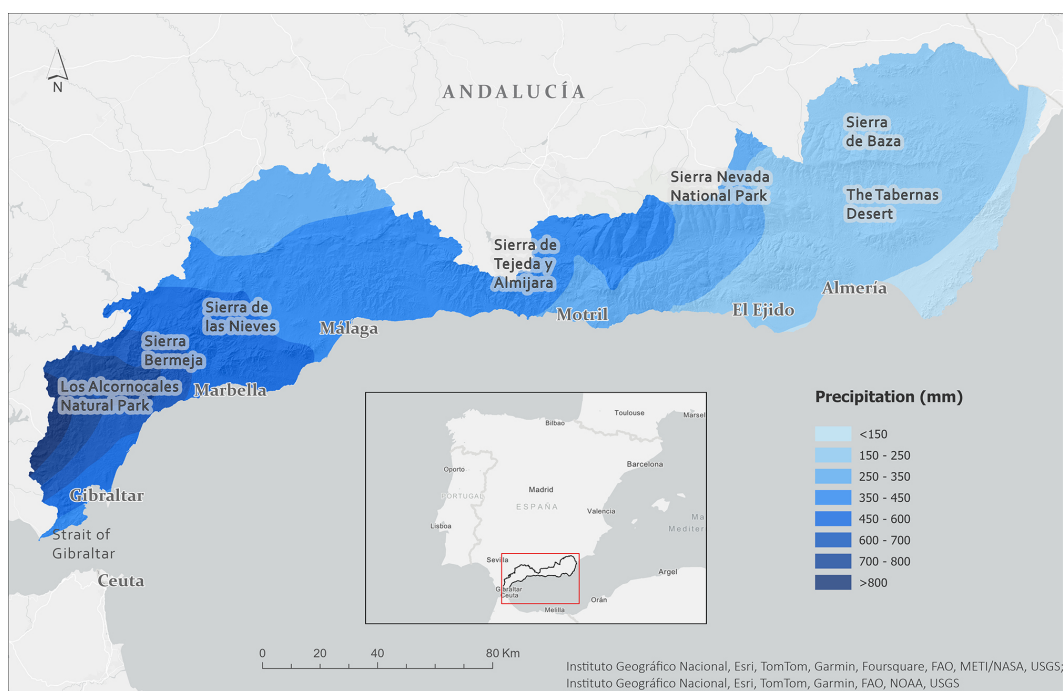 N
ANDALUCÍA
Sierra
de Baza
Sierra Nevada
National Park
The Tabernas
Desert
Sierra de
Tejeda y
Almijara
Almería
El Ejido
Motril
Sierra de
las Nieves
Málaga
Sierra
Bermeja
Los Alcornocales
Natural Park
Marbella
Gibraltar
Strait of
Gibraltar
Ceuta
Toulouse
Marsel
Bilbao
Oporto
Barcelona
PORTUGAL
Madrid
ESPAÑA
Valencia
Lisboa
Ma
Mediterr
Sevilla
Argel
Gibraltar
Ceuta
Orán
Melilla
Precipitation (mm)
<150
150 - 250
250 - 350
350 - 450
450 - 600
600 - 700
700 - 800
>800
0 20 40 80 Km
Instituto Geográfico Nacional, Esri, TomTom, Garmin, Foursquare, FAO, METI/NASA, USGS;
Instituto Geográfico Nacional, Esri, TomTom, Garmin, FAO, NOAA, USGS